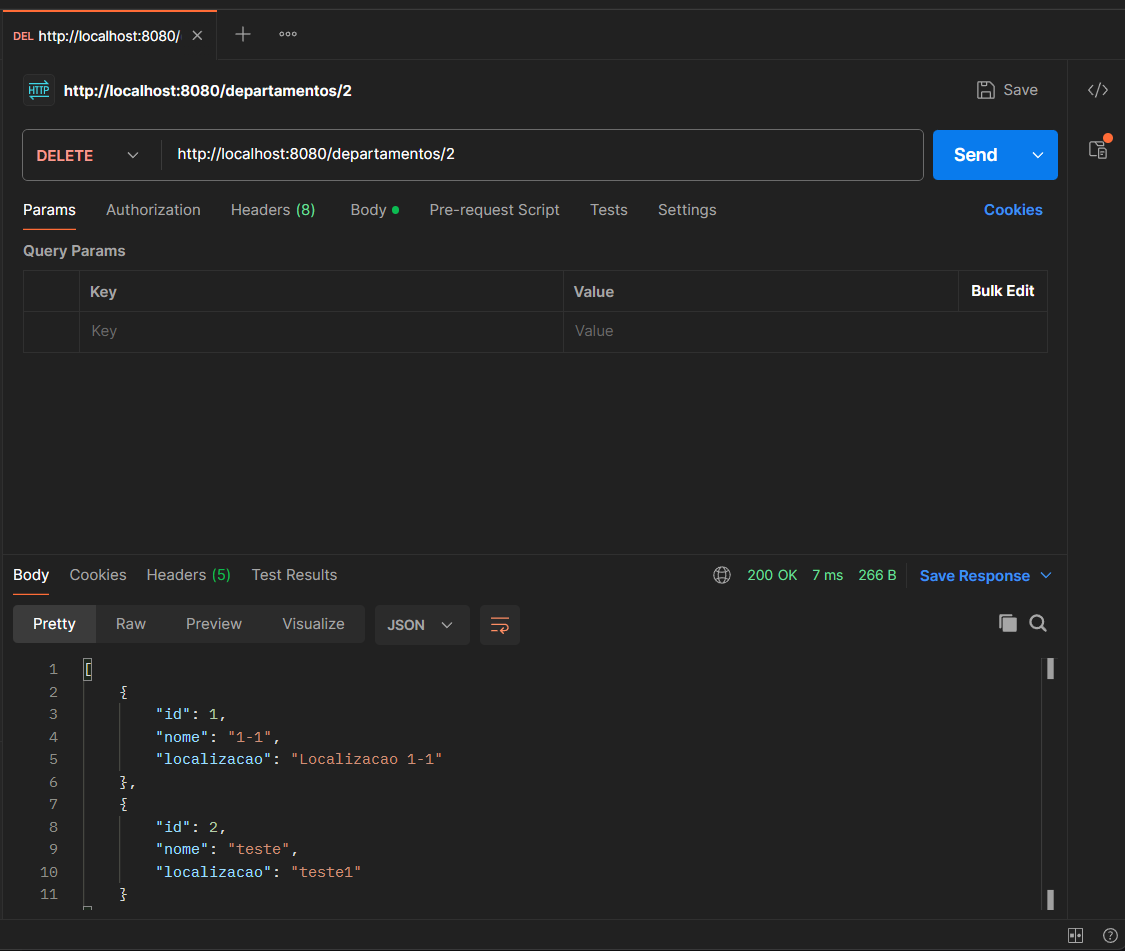 DEL http://localhost:8080/
HTTP http://localhost:8080/departamentos/2 Save </>
DELETE http://localhost:8080/departamentos/2 Send
Params Authorization Headers (8) Body Pre-request Script Tests Settings Cookies
Query Params
Key Value Bulk Edit
Key Value
Body Cookies Headers (5) Test Results 200 OK 7 ms 266 B Save Response
Pretty Raw Preview Visualize JSON
1 [
2 {
3 "id": 1,
4 "nome": "1-1",
5 "localizacao": "Localizacao 1-1"
6 },
7 {
8 "id": 2,
9 "nome": "teste",
10 "localizacao": "teste1"
11 }